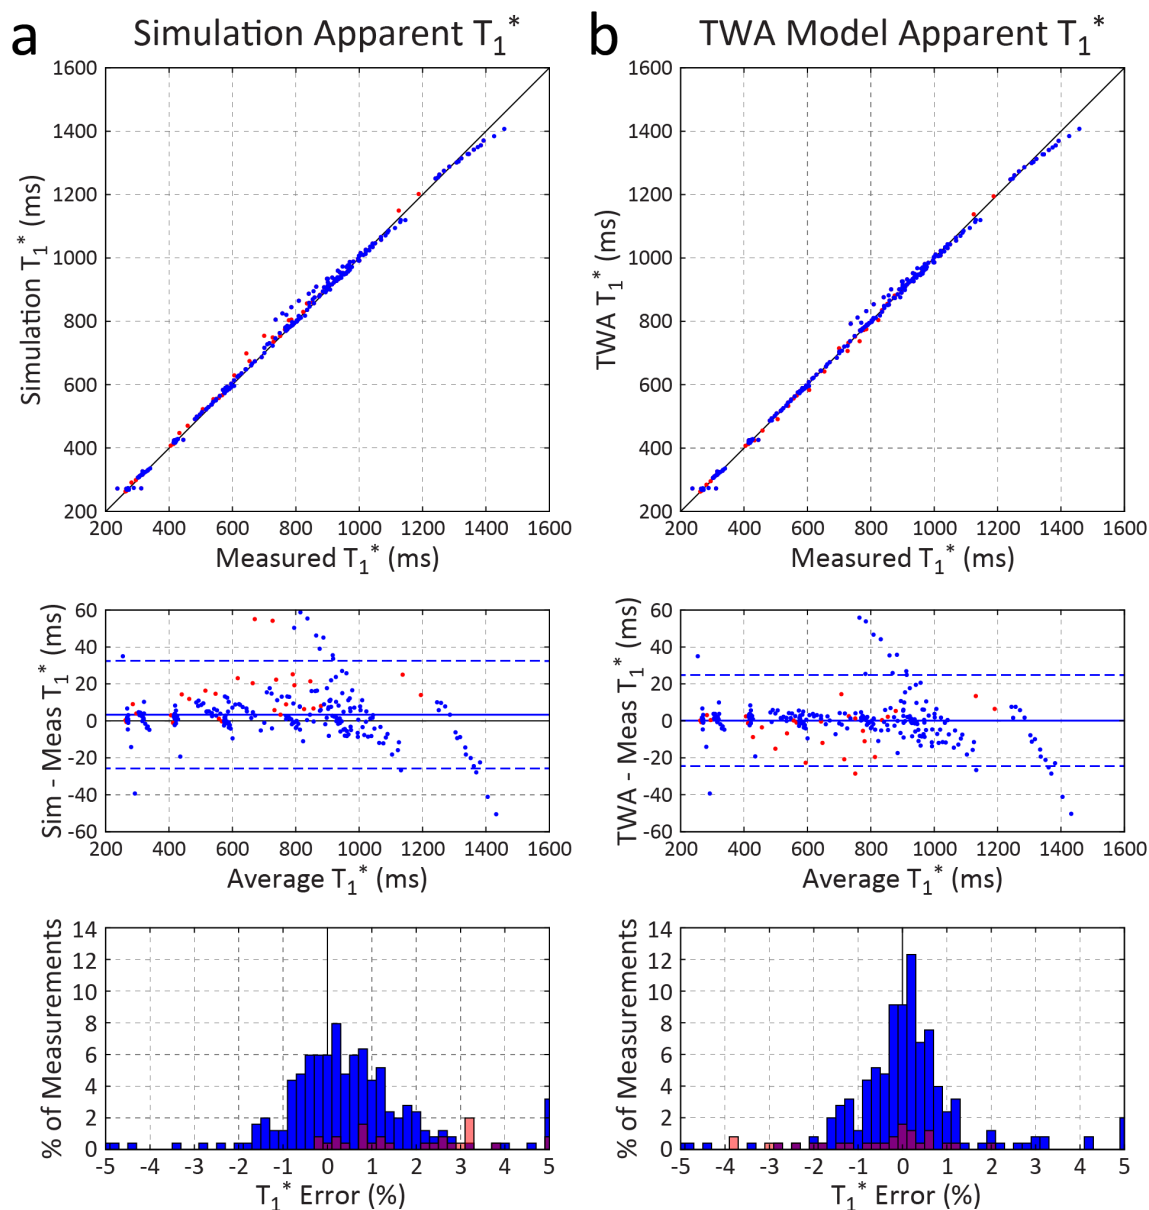 a Simulation Apparent T1*
b TWA Model Apparent T1*
Simulation T1* (ms)
1600
1400
1200
1000
800
600
400
200
200 400 600 800 1000 1200 1400 1600
Measured T1* (ms)
TWA T1* (ms)
1600
1400
1200
1000
800
600
400
200
200 400 600 800 1000 1200 1400 1600
Measured T1* (ms)
Sim - Meas T1* (ms)
60
40
20
0
-20
-40
-60
200 400 600 800 1000 1200 1400 1600
Average T1* (ms)
TWA - Meas T1* (ms)
60
40
20
0
-20
-40
-60
200 400 600 800 1000 1200 1400 1600
Average T1* (ms)
% of Measurements
14
12
10
8
6
4
2
0
-5 -4 -3 -2 -1 0 1 2 3 4 5
T1* Error (%)
% of Measurements
14
12
10
8
6
4
2
0
-5 -4 -3 -2 -1 0 1 2 3 4 5
T1* Error (%)